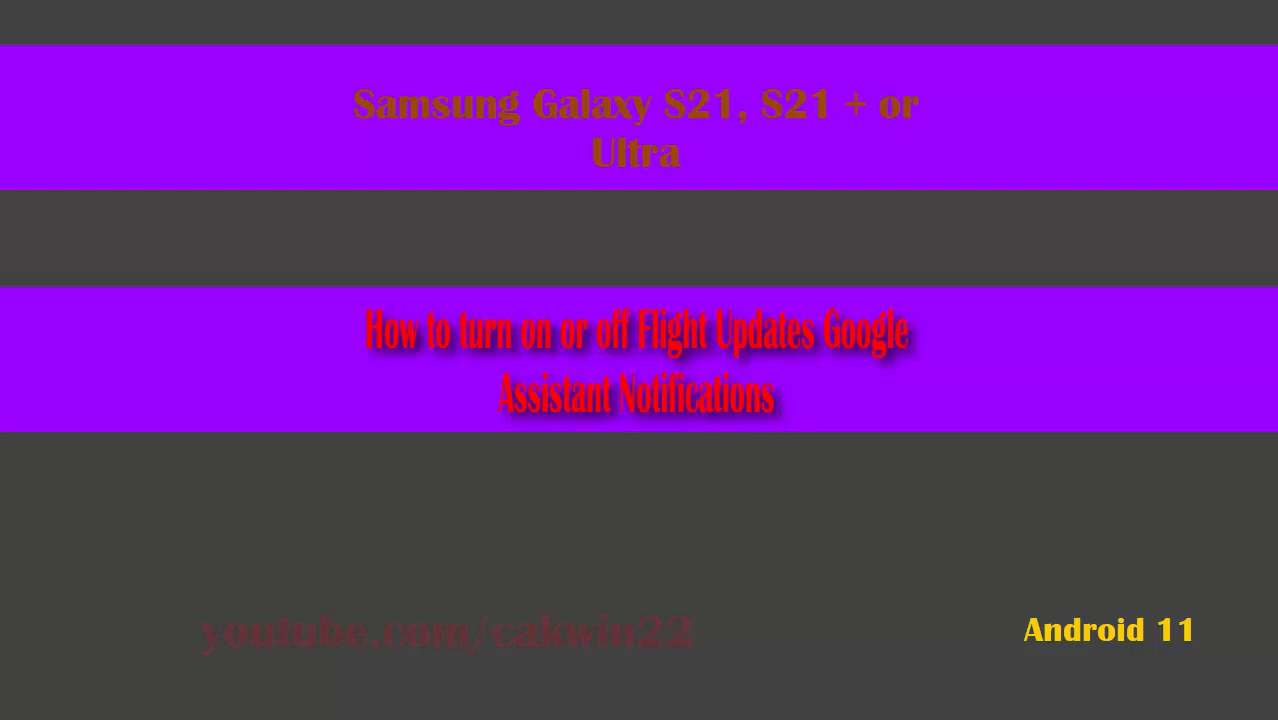 Samsung Galaxy S21, S21 + or
Ultra
How to turn on or off Flight Updates Google
Assistant Notifications
youtube.com/cakwin22
Android 11